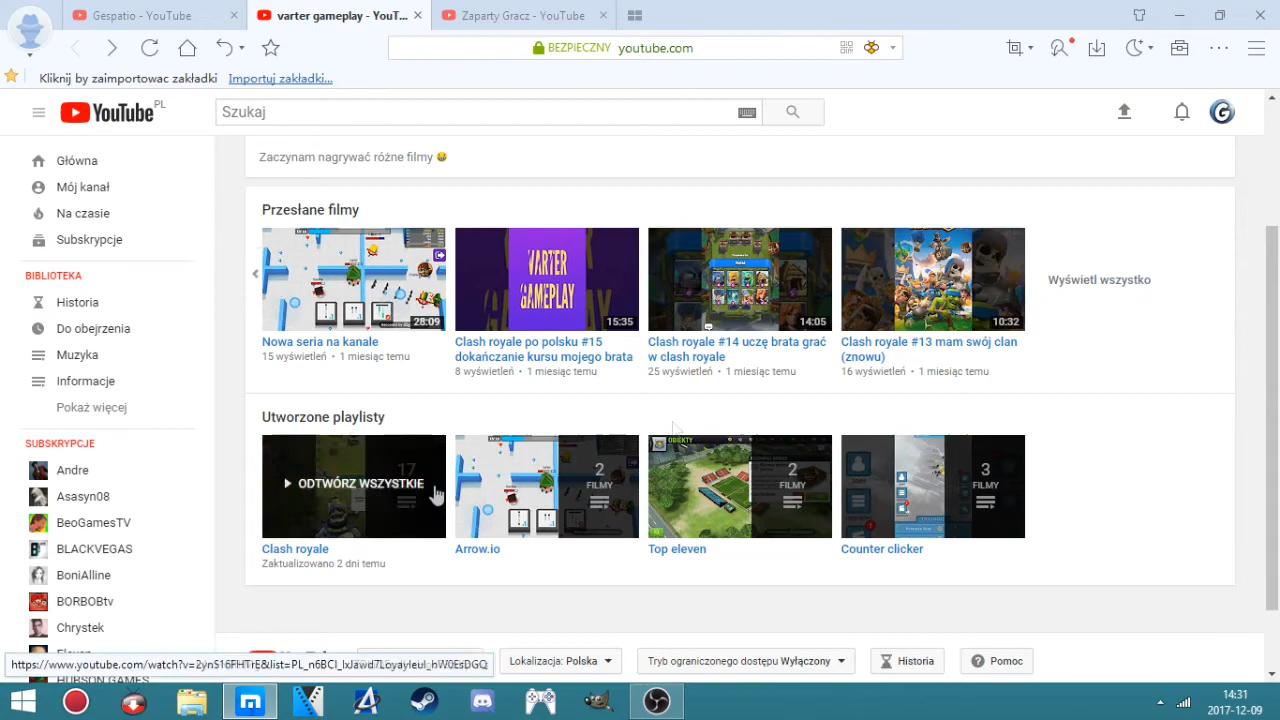 Gespatio - YouTube
varter gameplay - YouT...
Zaparty Gracz - YouTube
BEZPIECZNY youtube.com
Kliknij by zaimportowac zakładki Importuj zakładki...
YouTube PL
Szukaj
G
Główna
Mój kanał
Na czasie
Subskrypcje
BIBLIOTEKA
Historia
Do obejrzenia
Muzyka
Informacje
Pokaż więcej
SUBSKRYPCJE
Andre
Asasyn08
BeoGamesTV
BLACKVEGAS
BoniAlline
BORBOBtv
Chrystek
HUBSON GAMES
Zaczynam nagrywać różne filmy
Przesłane filmy
28:09
VARTER
GAMEPLAY
15:35
14:05
10:32
Wyświetl wszystko
Nowa seria na kanale
15 wyświetleń • 1 miesiąc temu
Clash royale po polsku #15
dokańczanie kursu mojego brata
8 wyświetleń • 1 miesiąc temu
Clash royale #14 uczę brata grać
w clash royale
25 wyświetleń • 1 miesiąc temu
Clash royale #13 mam swój clan
(znowu)
16 wyświetleń • 1 miesiąc temu
Utworzone playlisty
17
ODTWÓRZ WSZYSTKIE
2
FILMY
OBIEKTY
2
FILMY
3
FILMY
Clash royale
Zaktualizowano 2 dni temu
Arrow.io
Top eleven
Counter clicker
Lokalizacja: Polska
Tryb ograniczonego dostępu Wyłączony
Historia
Pomoc
14:31
2017-12-09